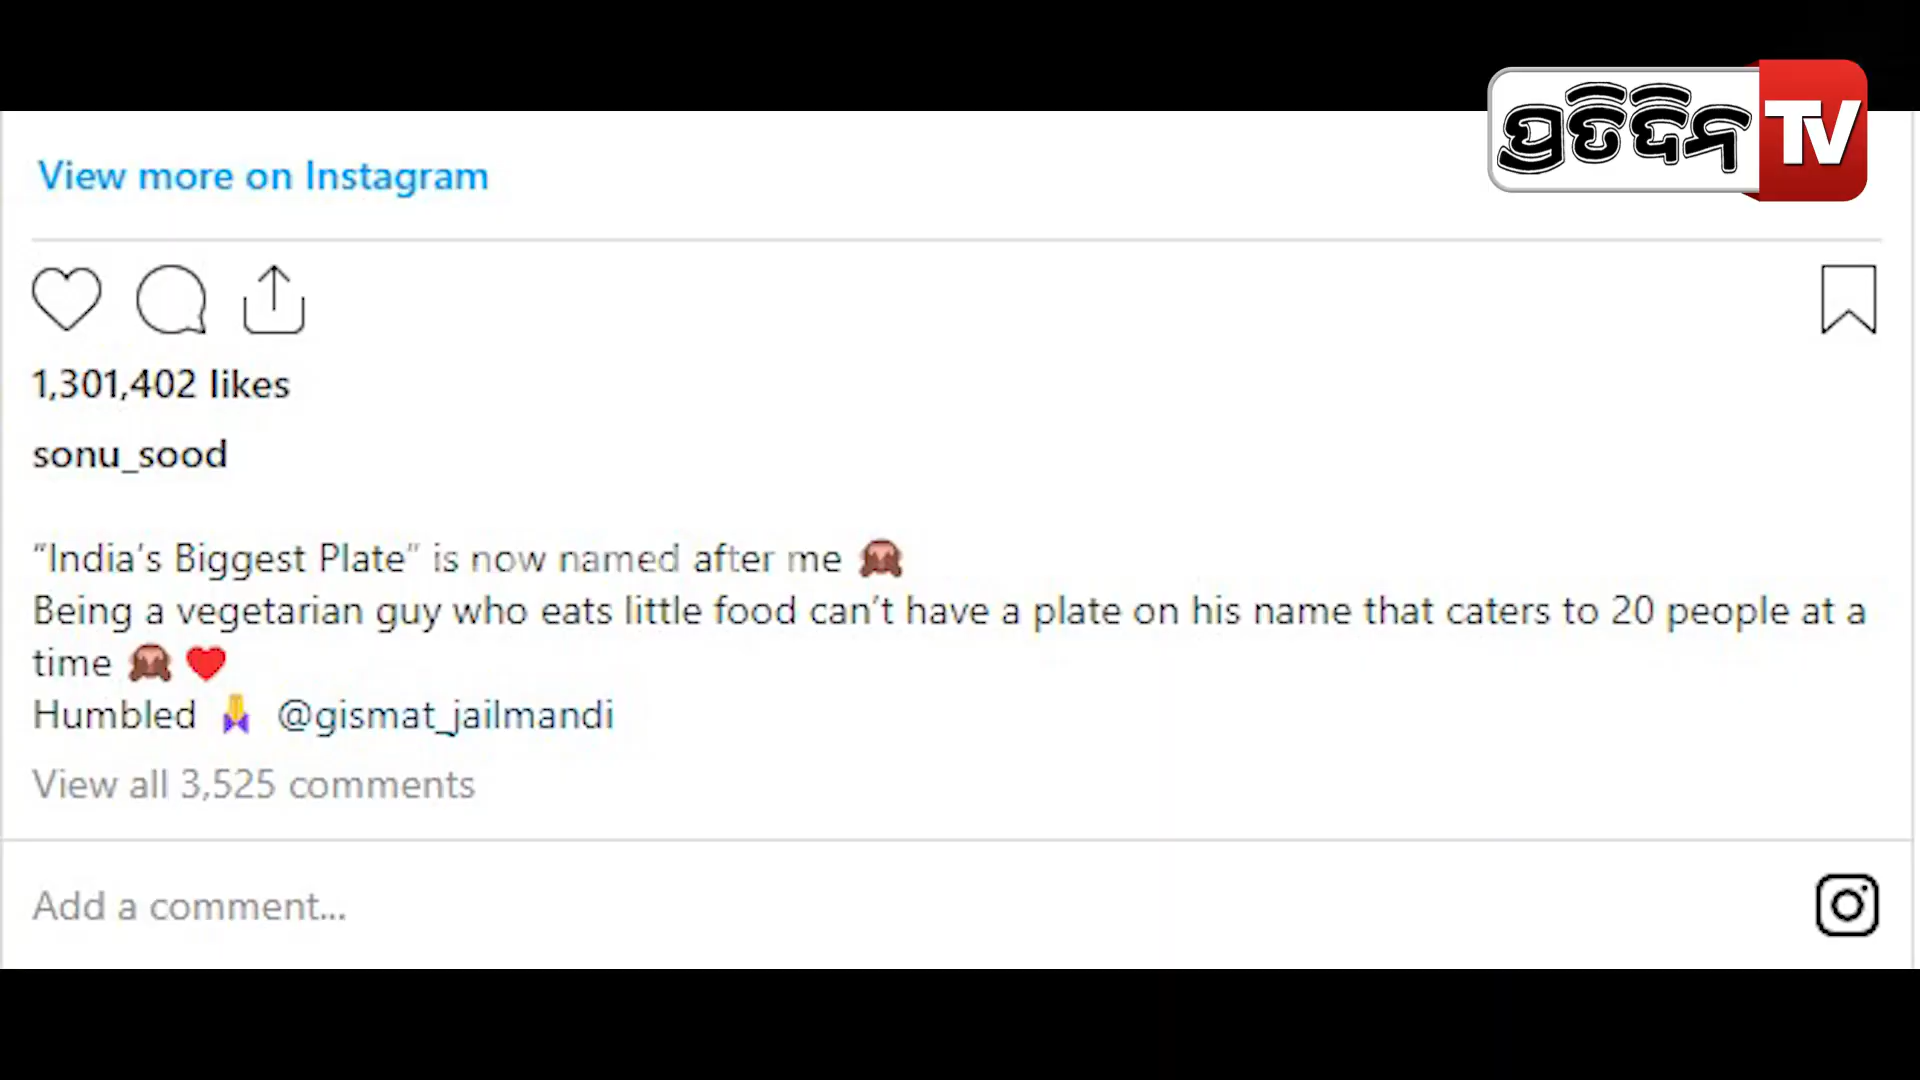 ପ୍ରତିଦିନ TV
View more on Instagram
1,301,402 likes
sonu_sood
“India’s Biggest Plate” is now named after me 🙈
Being a vegetarian guy who eats little food can’t have a plate on his name that caters to 20 people at a
time 🙈 ❤️
Humbled 🙏 @gismat_jailmandi
View all 3,525 comments
Add a comment...